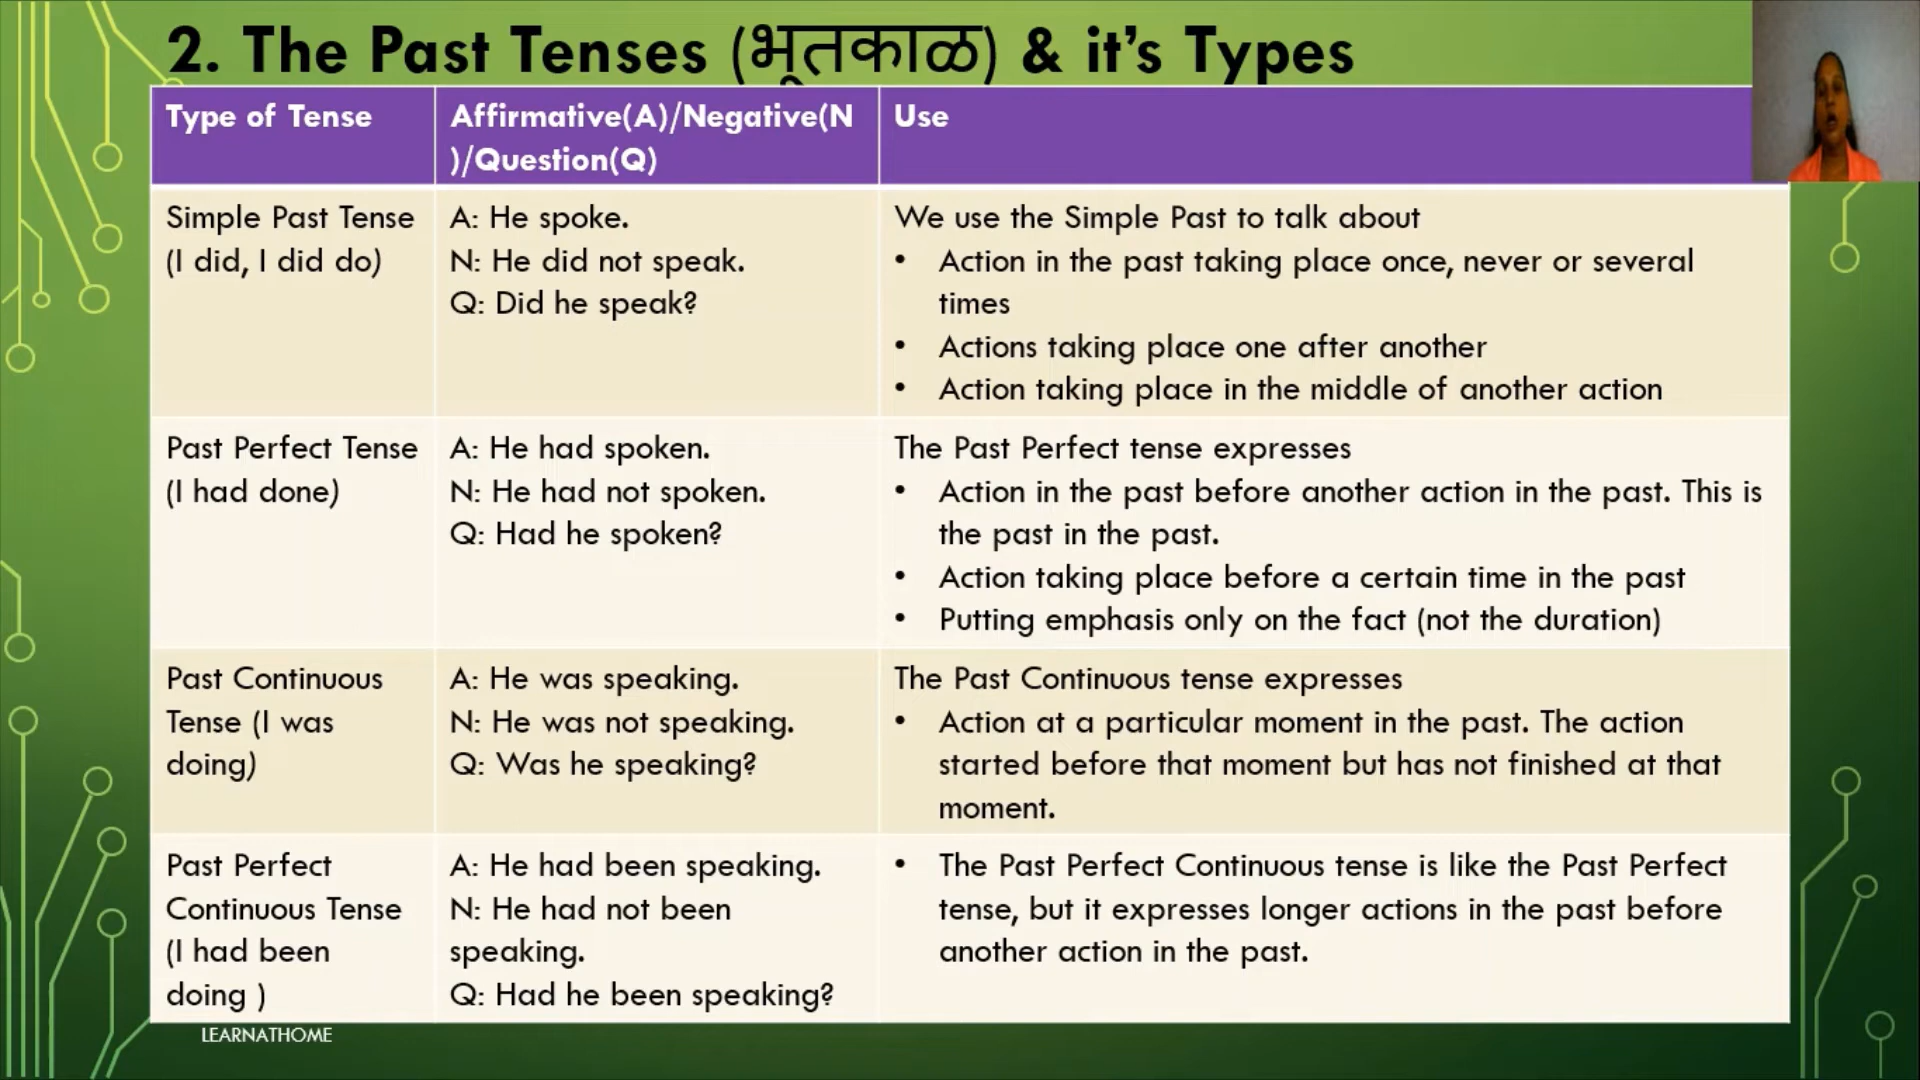 2. The Past Tenses (भूतकाळ) & it's Types
Type of Tense
Affirmative(A)/Negative(N
)/Question(Q)
Use
Simple Past Tense
(I did, I did do)
A: He spoke.
N: He did not speak.
Q: Did he speak?
We use the Simple Past to talk about
• Action in the past taking place once, never or several
times
• Actions taking place one after another
• Action taking place in the middle of another action
Past Perfect Tense
(I had done)
A: He had spoken.
N: He had not spoken.
Q: Had he spoken?
The Past Perfect tense expresses
• Action in the past before another action in the past. This is
the past in the past.
• Action taking place before a certain time in the past
• Putting emphasis only on the fact (not the duration)
Past Continuous
Tense (I was
doing)
A: He was speaking.
N: He was not speaking.
Q: Was he speaking?
The Past Continuous tense expresses
• Action at a particular moment in the past. The action
started before that moment but has not finished at that
moment.
Past Perfect
Continuous Tense
(I had been
doing )
A: He had been speaking.
N: He had not been
speaking.
Q: Had he been speaking?
• The Past Perfect Continuous tense is like the Past Perfect
tense, but it expresses longer actions in the past before
another action in the past.
LEARNATHOME